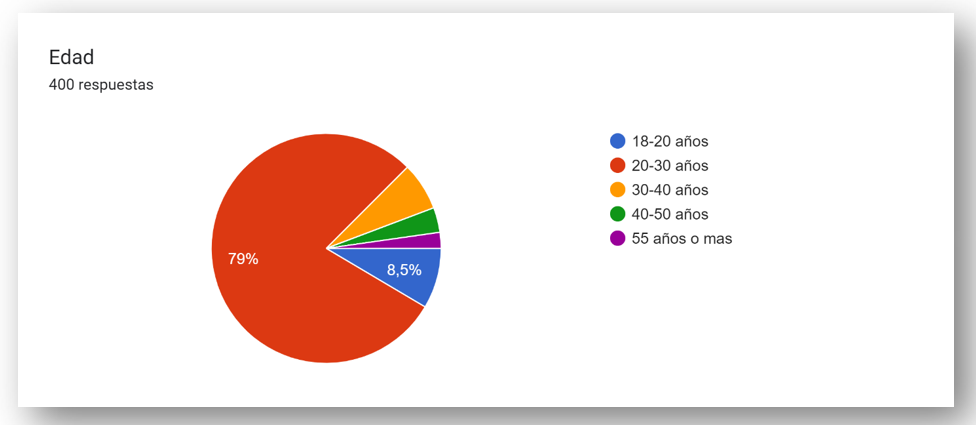 Edad
400 respuestas
79%
8,5%
18-20 años
20-30 años
30-40 años
40-50 años
55 años o mas